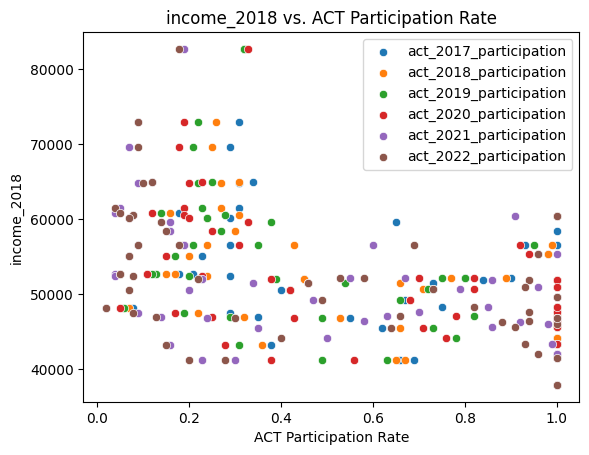 income_2018 vs. ACT Participation Rate
act_2017_participation
act_2018_participation
act_2019_participation
act_2020_participation
act_2021_participation
act_2022_participation
80000
70000
60000
50000
40000
income_2018
0.0 0.2 0.4 0.6 0.8 1.0
ACT Participation Rate